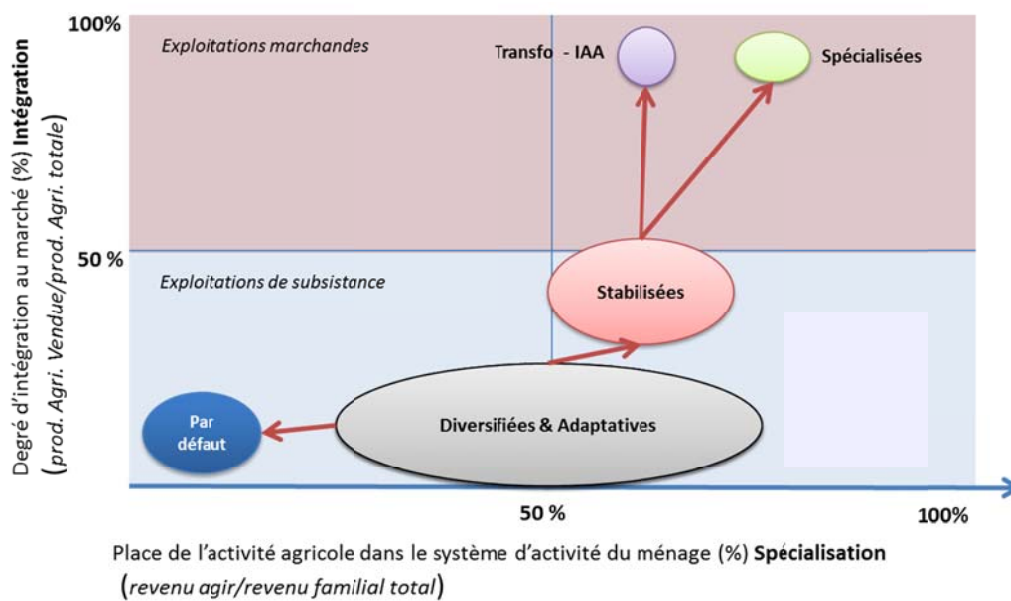 100%
Exploitations marchandes
Transfo - IAA
Spécialisées
Degré d'intégration au marché (%) Intégration
(prod. Agri. Vendue/prod. Agri. totale)
50 %
Exploitations de subsistance
Stabilisées
Par
défaut
Diversifiées & Adaptatives
50 %
100%
Place de l'activité agricole dans le système d'activité du ménage (%) Spécialisation
(revenu agir/revenu familial total)